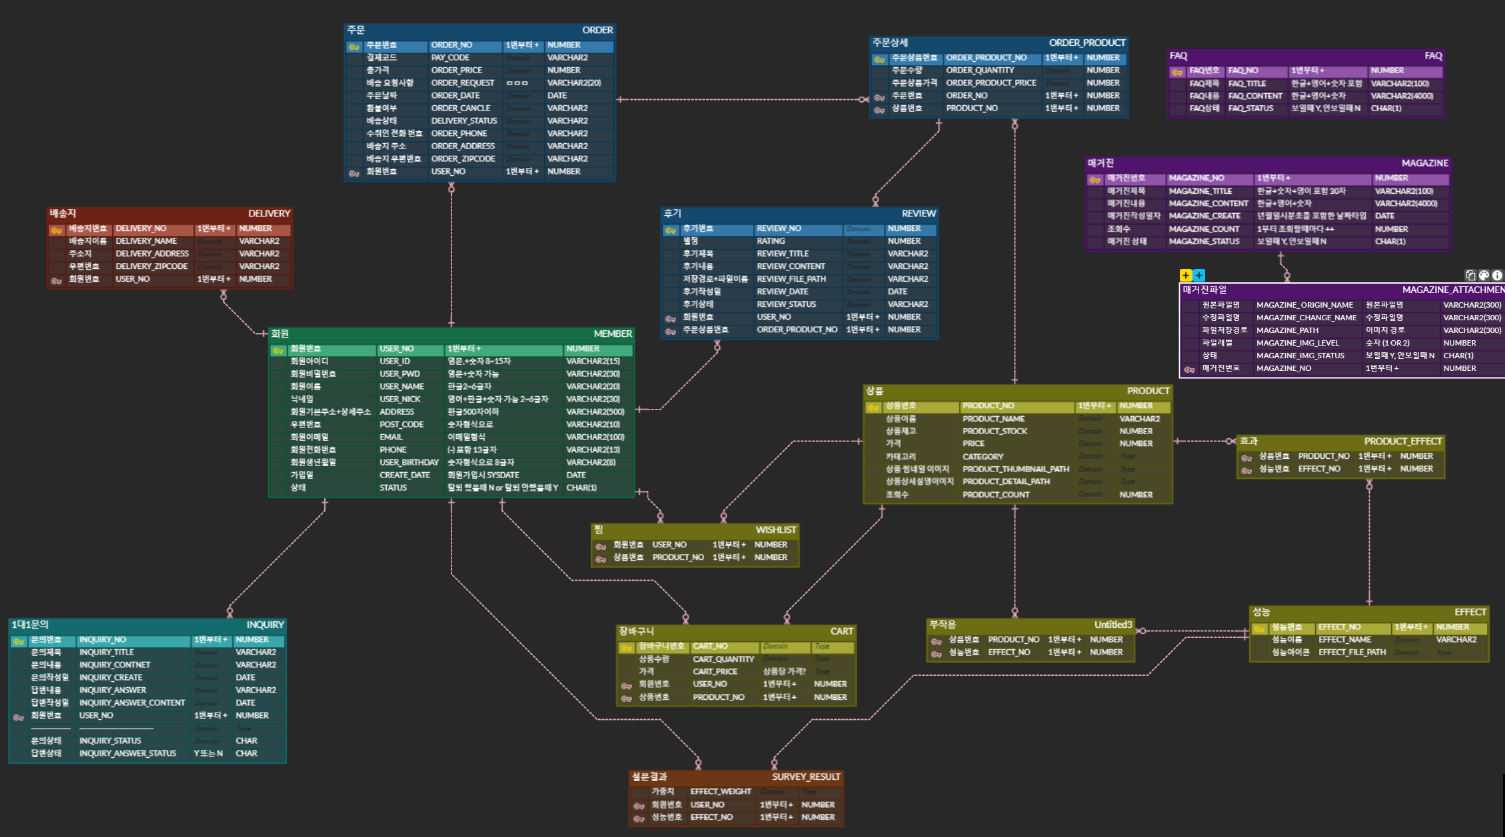 주문 ORDER
주문번호 ORDER_NO 1번부터+ NUMBER
결제코드 PAY_CODE Domain VARCHAR2
총가격 ORDER_PRICE Domain NUMBER
배송 요청사항 ORDER_REQUEST ㅁㅁㅁ VARCHAR2(20)
주문날짜 ORDER_DATE Domain DATE
환불여부 ORDER_CANCLE Domain VARCHAR2
배송상태 DELIVERY_STATUS Domain VARCHAR2
수취인 전화 번호 ORDER_PHONE Domain VARCHAR2
배송지 주소 ORDER_ADDRESS Domain VARCHAR2
배송지 우편번호 ORDER_ZIPCODE Domain VARCHAR2
회원번호 USER_NO 1번부터+ NUMBER
주문상세 ORDER_PRODUCT
주문상품번호 ORDER_PRODUCT_NO 1번부터+ NUMBER
주문수량 ORDER_QUANTITY Domain NUMBER
주문상품가격 ORDER_PRODUCT_PRICE Domain NUMBER
주문번호 ORDER_NO 1번부터+ NUMBER
상품번호 PRODUCT_NO 1번부터+ NUMBER
FAQ FAQ
FAQ번호 FAQ_NO 1번부터+ NUMBER
FAQ제목 FAQ_TITLE 한글+영어+숫자 포함 VARCHAR2(100)
FAQ내용 FAQ_CONTENT 한글+영어+숫자 VARCHAR2(4000)
FAQ상태 FAQ_STATUS 보일때 Y, 안보일때 N CHAR(1)
매거진 MAGAZINE
매거진번호 MAGAZINE_NO 1번부터+ NUMBER
매거진제목 MAGAZINE_TITLE 한글+숫자+영어 포함 30자 VARCHAR2(100)
매거진내용 MAGAZINE_CONTENT 한글+영어+숫자 VARCHAR2(4000)
매거진작성일자 MAGAZINE_CREATE 년월일시분초를 포함한 날짜타입 DATE
조회수 MAGAZINE_COUNT 1부터 조회할때마다 ++ NUMBER
매거진 상태 MAGAZINE_STATUS 보일때 Y, 안보일때 N CHAR(1)
배송지 DELIVERY
배송지번호 DELIVERY_NO 1번부터+ NUMBER
배송지이름 DELIVERY_NAME Domain VARCHAR2
주소지 DELIVERY_ADDRESS Domain VARCHAR2
우편번호 DELIVERY_ZIPCODE Domain VARCHAR2
회원번호 USER_NO 1번부터+ NUMBER
후기 REVIEW
후기번호 REVIEW_NO Domain NUMBER
별점 RATING Domain NUMBER
후기제목 REVIEW_TITLE Domain VARCHAR2
후기내용 REVIEW_CONTENT Domain VARCHAR2
저장경로+파일이름 REVIEW_FILE_PATH Domain VARCHAR2
후기작성일 REVIEW_DATE Domain DATE
후기상태 REVIEW_STATUS Domain VARCHAR2
회원번호 USER_NO 1번부터+ NUMBER
주문상품번호 ORDER_PRODUCT_NO 1번부터+ NUMBER
매거진파일 MAGAZINE_ATTACHMEN
원본파일명 MAGAZINE_ORIGIN_NAME 원본파일명 VARCHAR2(300)
수정파일명 MAGAZINE_CHANGE_NAME 수정파일명 VARCHAR2(300)
파일저장경로 MAGAZINE_PATH 이미지 경로 VARCHAR2(300)
파일레벨 MAGAZINE_IMG_LEVEL 숫자 (1 OR 2) NUMBER
상태 MAGAZINE_IMG_STATUS 보일때 Y, 안보일때 N CHAR(1)
매거진번호 MAGAZINE_NO 1번부터+ NUMBER
회원 MEMBER
회원번호 USER_NO 1번부터+ NUMBER
회원아이디 USER_ID 영문,+숫자 8~15자 VARCHAR2(15)
회원비밀번호 USER_PWD 영문+숫자 가능 VARCHAR2(30)
회원이름 USER_NAME 한글2~6글자 VARCHAR2(20)
닉네임 USER_NICK 영어+한글+숫자 가능 2~6글자 VARCHAR2(30)
회원기본주소+상세주소 ADDRESS 한글500자이하 VARCHAR2(500)
우편번호 POST_CODE 숫자형식으로 VARCHAR2(10)
회원이메일 EMAIL 이메일형식 VARCHAR2(100)
회원전화번호 PHONE (-) 포함 13글자 VARCHAR2(13)
회원생년월일 USER_BIRTHDAY 숫자형식으로 8글자 VARCHAR2(8)
가입일 CREATE_DATE 회원가입시 SYSDATE DATE
상태 STATUS 탈퇴 했을때 N or 탈퇴 안했을때 Y CHAR(1)
상품 PRODUCT
상품번호 PRODUCT_NO 1번부터+ NUMBER
상품이름 PRODUCT_NAME Domain VARCHAR2
상품재고 PRODUCT_STOCK Domain NUMBER
가격 PRICE Domain NUMBER
카테고리 CATEGORY Domain Type
상품 썸네일 이미지 PRODUCT_THUMBNAIL_PATH Domain Type
상품상세설명이미지 PRODUCT_DETAIL_PATH Domain Type
조회수 PRODUCT_COUNT Domain NUMBER
효과 PRODUCT_EFFECT
상품번호 PRODUCT_NO 1번부터+ NUMBER
성능번호 EFFECT_NO 1번부터+ NUMBER
찜 WISHLIST
회원번호 USER_NO 1번부터+ NUMBER
상품번호 PRODUCT_NO 1번부터+ NUMBER
1대1문의 INQUIRY
문의번호 INQUIRY_NO 1번부터+ NUMBER
문의제목 INQUIRY_TITLE Domain VARCHAR2
문의내용 INQUIRY_CONTNET Domain VARCHAR2
문의작성일 INQUIRY_CREATE Domain DATE
답변내용 INQUIRY_ANSWER Domain VARCHAR2
답변작성일 INQUIRY_ANSWER_CONTENT Domain DATE
회원번호 USER_NO 1번부터+ NUMBER
-------------- -------------------------- Domain Type
문의상태 INQUIRY_STATUS Domain CHAR
답변상태 INQUIRY_ANSWER_STATUS Y 또는 N CHAR
장바구니 CART
장바구니번호 CART_NO Domain Type
상품수량 CART_QUANTITY Domain Type
가격 CART_PRICE 상품당 가격? Type
회원번호 USER_NO 1번부터+ NUMBER
상품번호 PRODUCT_NO 1번부터+ NUMBER
부작용 Untitled3
상품번호 PRODUCT_NO 1번부터+ NUMBER
성능번호 EFFECT_NO 1번부터+ NUMBER
성능 EFFECT
성능번호 EFFECT_NO 1번부터+ NUMBER
성능이름 EFFECT_NAME Domain VARCHAR2
성능아이콘 EFFECT_FILE_PATH Domain Type
설문결과 SURVEY_RESULT
가중치 EFFECT_WEIGHT Domain Type
회원번호 USER_NO 1번부터+ NUMBER
성능번호 EFFECT_NO 1번부터+ NUMBER